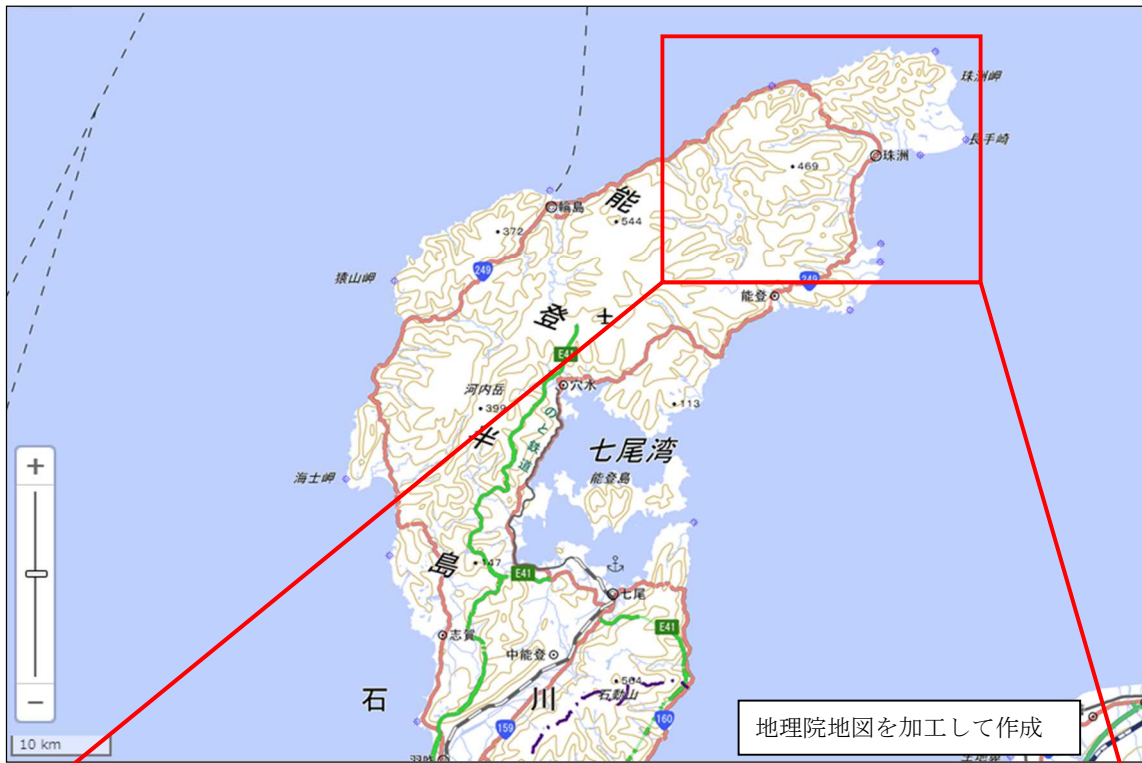 珠洲岬
長手崎
珠洲
469
能
544
輪島
372
249
猿山岬
249
能登
登
E41
穴水
河内岳
399
113
のと鉄道
半
七尾湾
能登島
海士岬
+
島
147
E41
七尾
E41
志賀
中能登
564
石動山
石
川
159
160
地理院地図を加工して作成
−
10 km